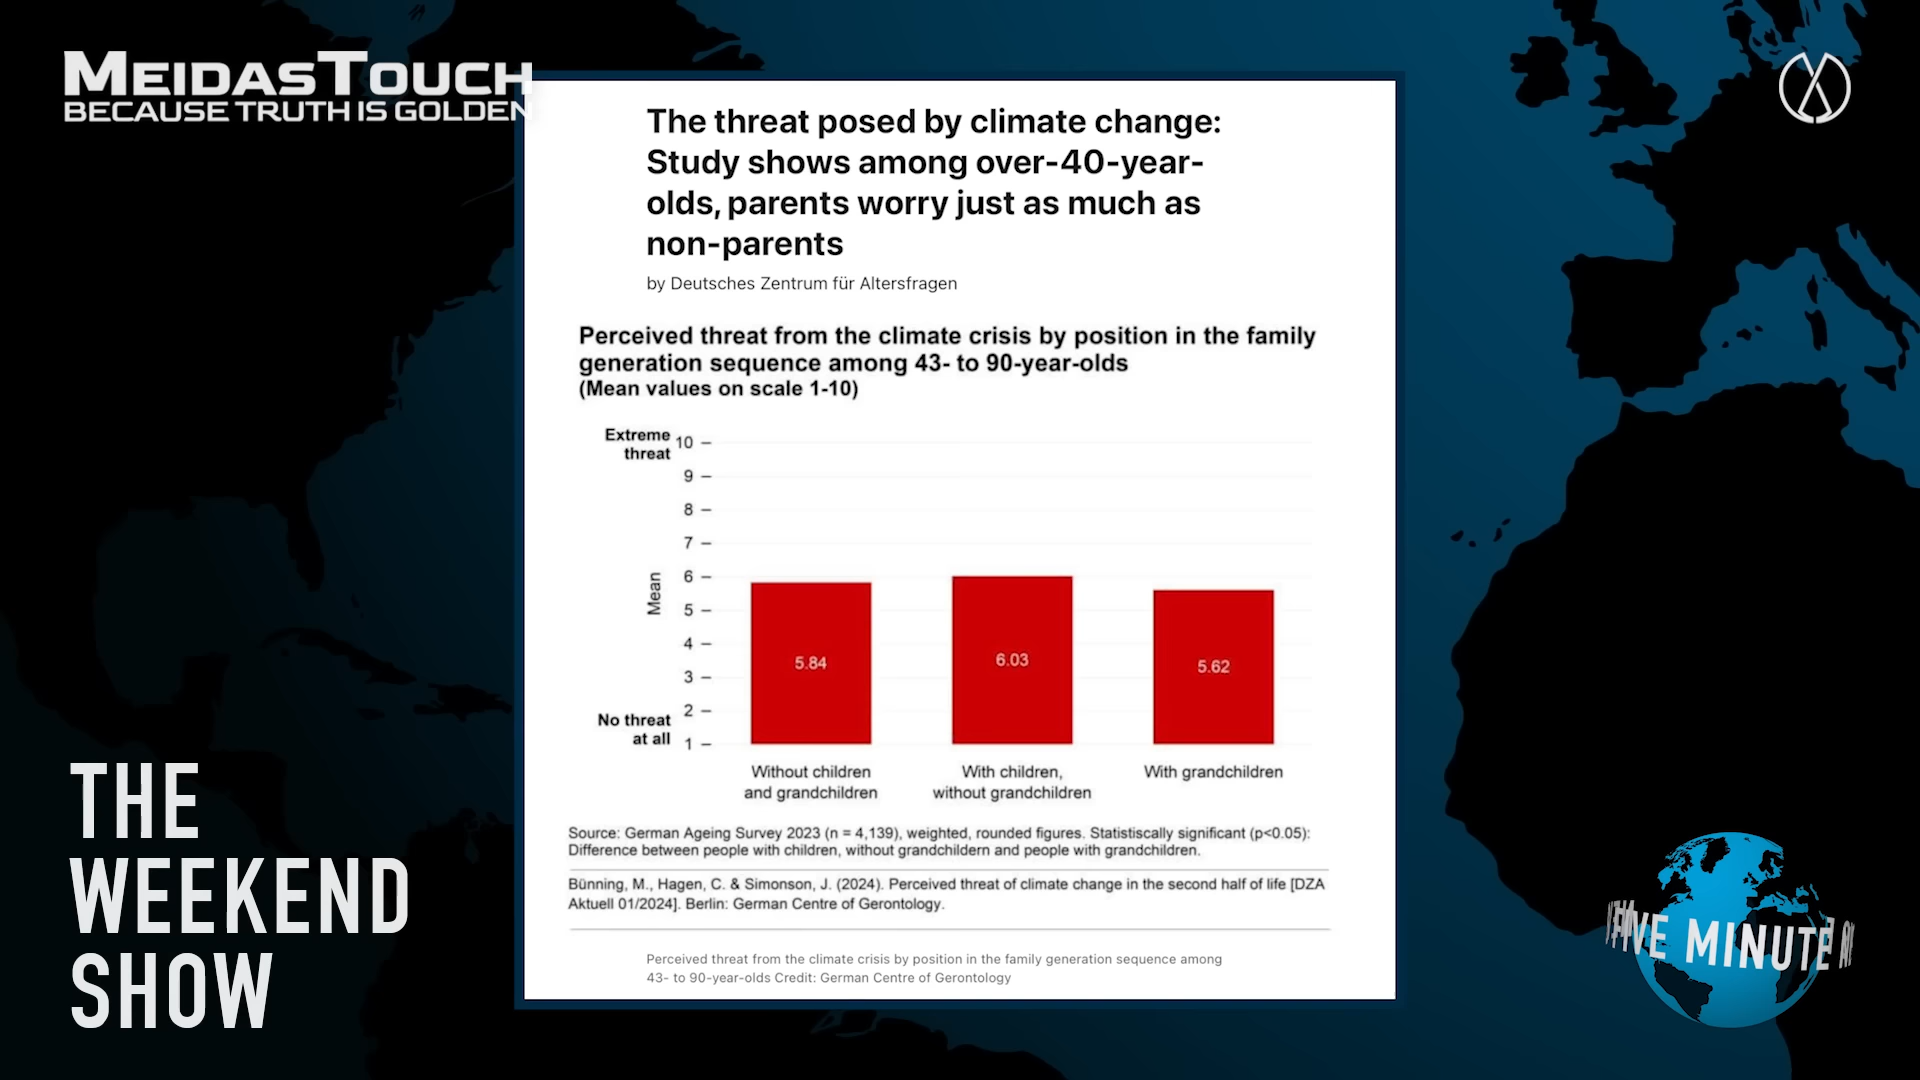 MEIDASTOUCH
BECAUSE TRUTH IS GOLDEN
The threat posed by climate change:
Study shows among over-40-year-
olds, parents worry just as much as
non-parents
by Deutsches Zentrum für Altersfragen
Perceived threat from the climate crisis by position in the family
generation sequence among 43- to 90-year-olds
(Mean values on scale 1-10)
Extreme
threat
10
9
8
7
6
5
4
3
2
1
Mean
No threat
at all
5.84
6.03
5.62
Without children
and grandchildren
With children,
without grandchildren
With grandchildren
Source: German Ageing Survey 2023 (n = 4,139), weighted, rounded figures. Statistiscally significant (p<0.05):
Difference between people with children, without grandchildern and people with grandchildren.
Bünning, M., Hagen, C. & Simonson, J. (2024). Perceived threat of climate change in the second half of life [DZA
Aktuell 01/2024]. Berlin: German Centre of Gerontology.
Perceived threat from the climate crisis by position in the family generation sequence among
43- to 90-year-olds Credit: German Centre of Gerontology
THE
WEEKEND
SHOW
FIVE MINUTE